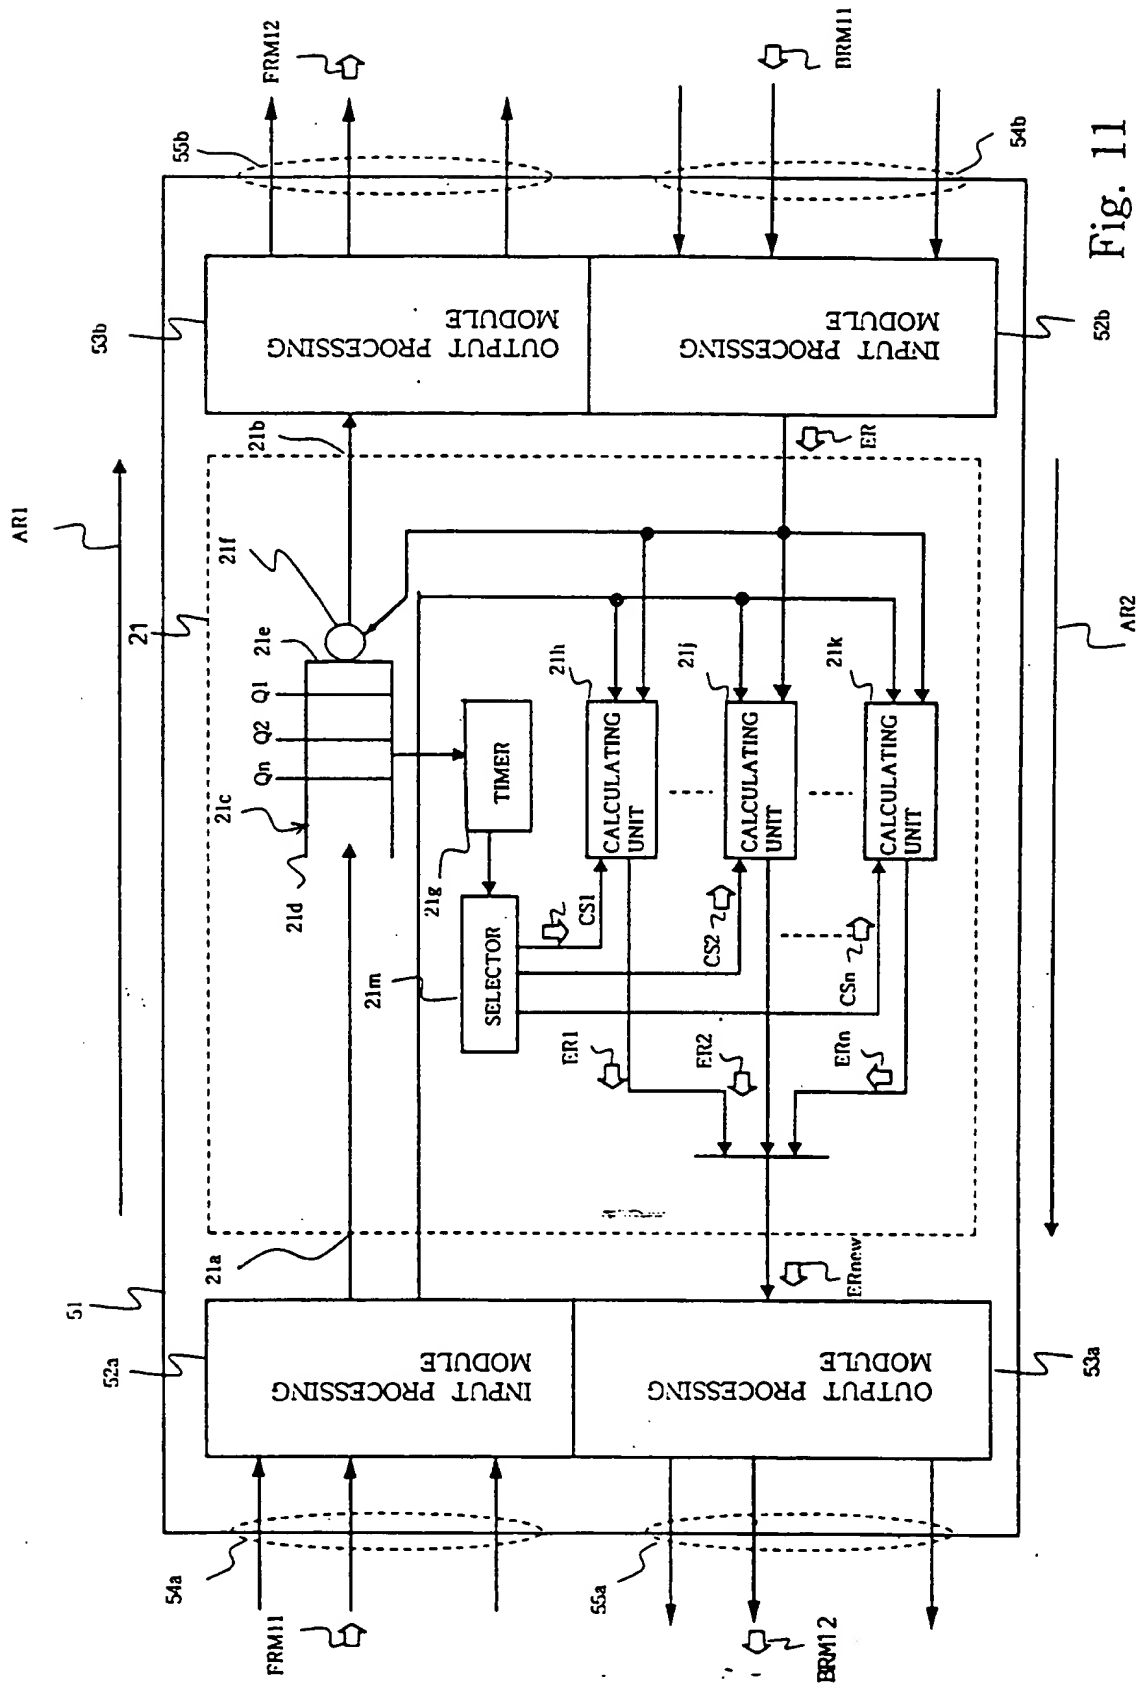 AR1
51
21
52a
INPUT PROCESSING
MODULE
53b
OUTPUT PROCESSING
MODULE
54a
55b
FRM11
FRM12
21a
21b
21c
21d
21e
21f
Qn
Q2
Q1
21g
TIMER
21m
SELECTOR
21h
CALCULATING
UNIT
CS1
ER1
21j
CALCULATING
UNIT
CS2
ER2
21k
CALCULATING
UNIT
CSn
ERn
ER
ERnew
OUTPUT PROCESSING
MODULE
53a
INPUT PROCESSING
MODULE
52b
55a
54b
BRM12
BRM11
AR2
Fig. 11